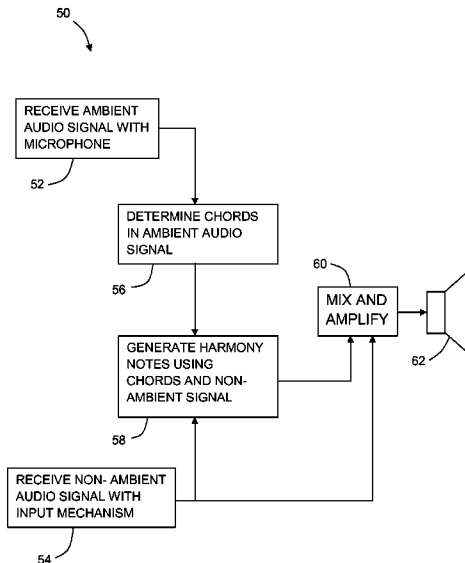 50
RECEIVE AMBIENT
AUDIO SIGNAL WITH
MICROPHONE
52
DETERMINE CHORDS
IN AMBIENT AUDIO
SIGNAL
56
60
MIX AND
AMPLIFY
62
GENERATE HARMONY
NOTES USING
CHORDS AND NON-
AMBIENT SIGNAL
58
RECEIVE NON- AMBIENT
AUDIO SIGNAL WITH
INPUT MECHANISM
54